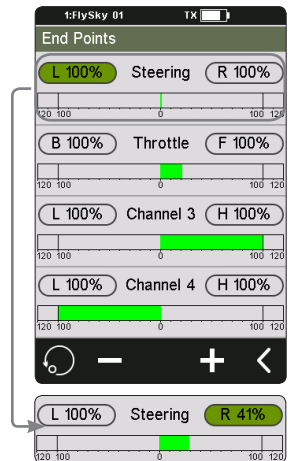 1:FlySky 01 TX
End Points
L 100% Steering R 100%
120 100 0 100 120
B 100% Throttle F 100%
120 100 0 100 120
L 100% Channel 3 H 100%
120 100 0 100 120
L 100% Channel 4 H 100%
120 100 0 100 120
L 100% Steering R 41%
120 100 0 100 120